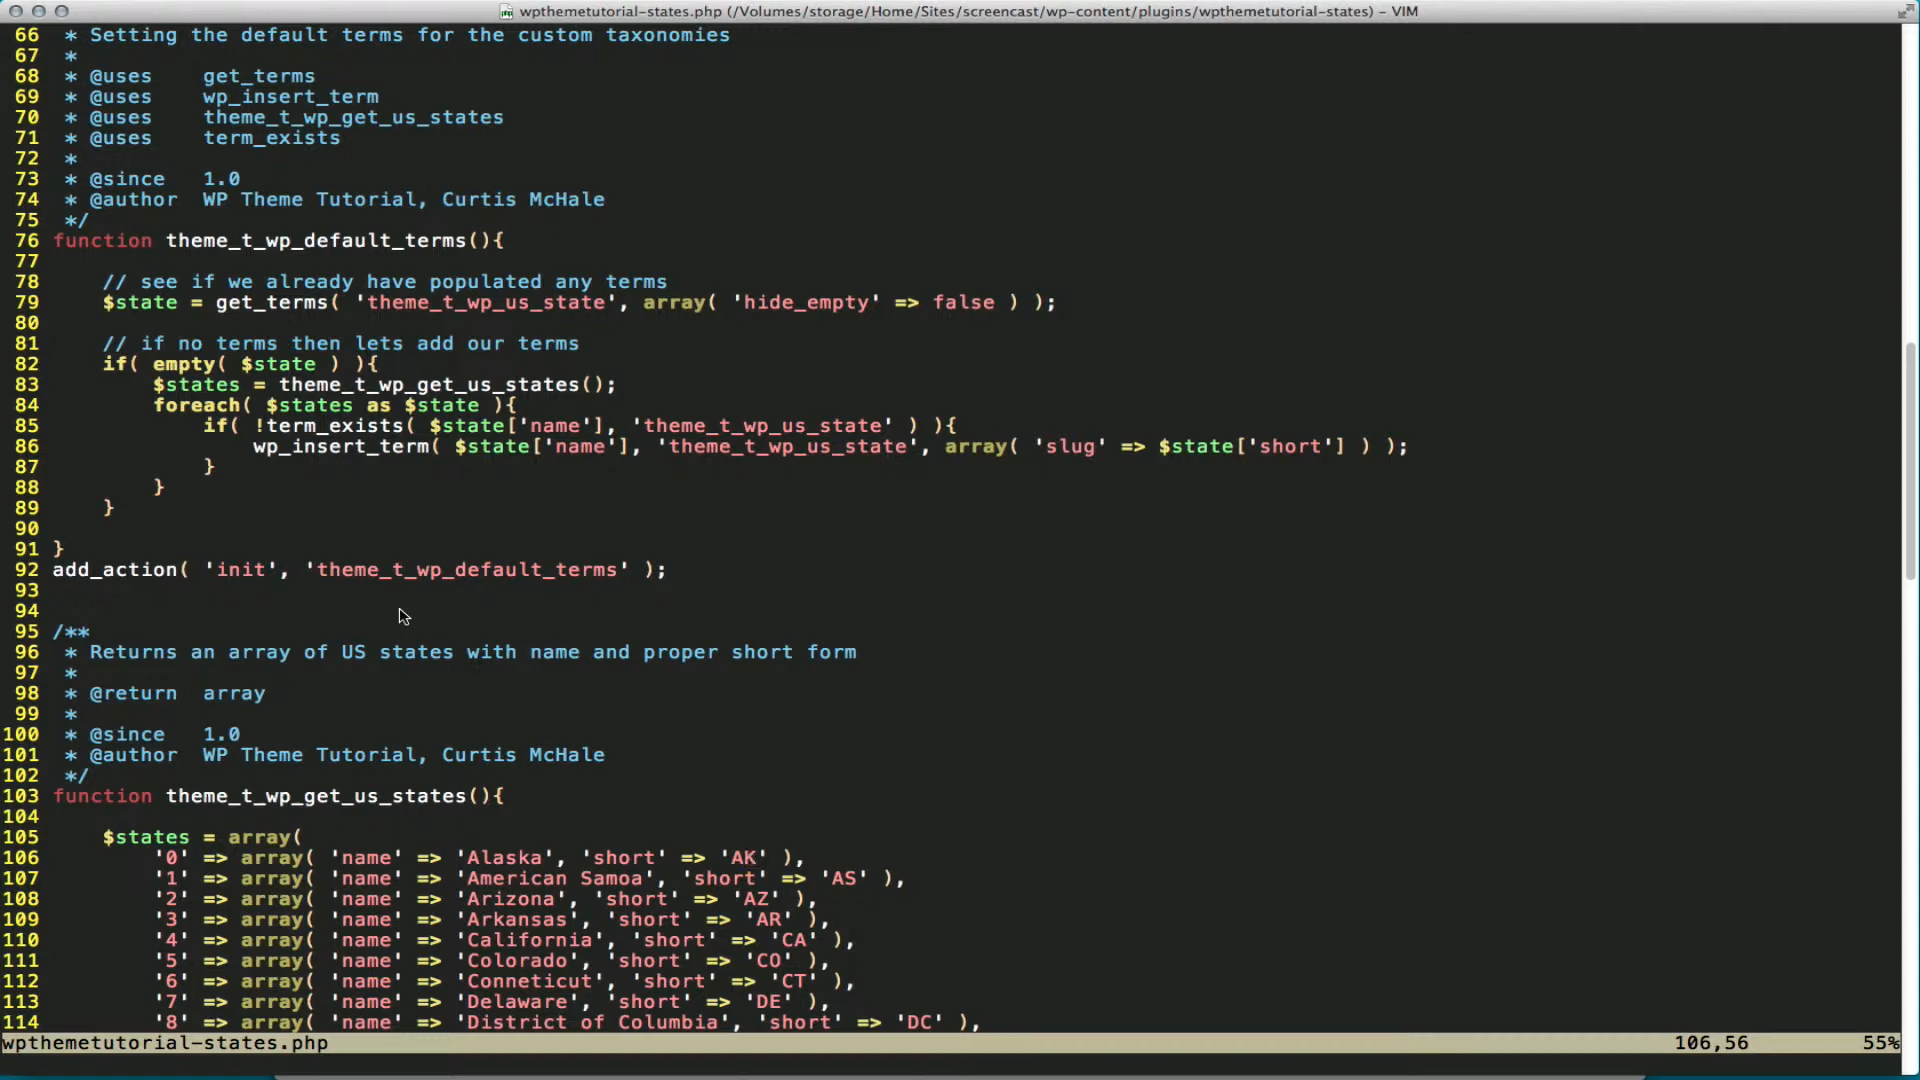 wpthemetutorial-states.php (/Volumes/storage/Home/Sites/screencast/wp-content/plugins/wpthemetutorial-states) – VIM
66  * Setting the default terms for the custom taxonomies
67  *
68  * @uses    get_terms
69  * @uses    wp_insert_term
70  * @uses    theme_t_wp_get_us_states
71  * @uses    term_exists
72  *
73  * @since   1.0
74  * @author  WP Theme Tutorial, Curtis McHale
75  */
76 function theme_t_wp_default_terms(){
77
78     // see if we already have populated any terms
79     $state = get_terms( 'theme_t_wp_us_state', array( 'hide_empty' => false ) );
80
81     // if no terms then lets add our terms
82     if( empty( $state ) ){
83         $states = theme_t_wp_get_us_states();
84         foreach( $states as $state ){
85             if( !term_exists( $state['name'], 'theme_t_wp_us_state' ) ){
86                 wp_insert_term( $state['name'], 'theme_t_wp_us_state', array( 'slug' => $state['short'] ) );
87             }
88         }
89     }
90
91 }
92 add_action( 'init', 'theme_t_wp_default_terms' );
93
94
95 /**
96  * Returns an array of US states with name and proper short form
97  *
98  * @return  array
99  *
100  * @since   1.0
101  * @author  WP Theme Tutorial, Curtis McHale
102  */
103 function theme_t_wp_get_us_states(){
104
105     $states = array(
106         '0' => array( 'name' => 'Alaska', 'short' => 'AK' ),
107         '1' => array( 'name' => 'American Samoa', 'short' => 'AS' ),
108         '2' => array( 'name' => 'Arizona', 'short' => 'AZ' ),
109         '3' => array( 'name' => 'Arkansas', 'short' => 'AR' ),
110         '4' => array( 'name' => 'California', 'short' => 'CA' ),
111         '5' => array( 'name' => 'Colorado', 'short' => 'CO' ),
112         '6' => array( 'name' => 'Conneticut', 'short' => 'CT' ),
113         '7' => array( 'name' => 'Delaware', 'short' => 'DE' ),
114         '8' => array( 'name' => 'District of Columbia', 'short' => 'DC' ),
wpthemetutorial-states.php 106,56 55%